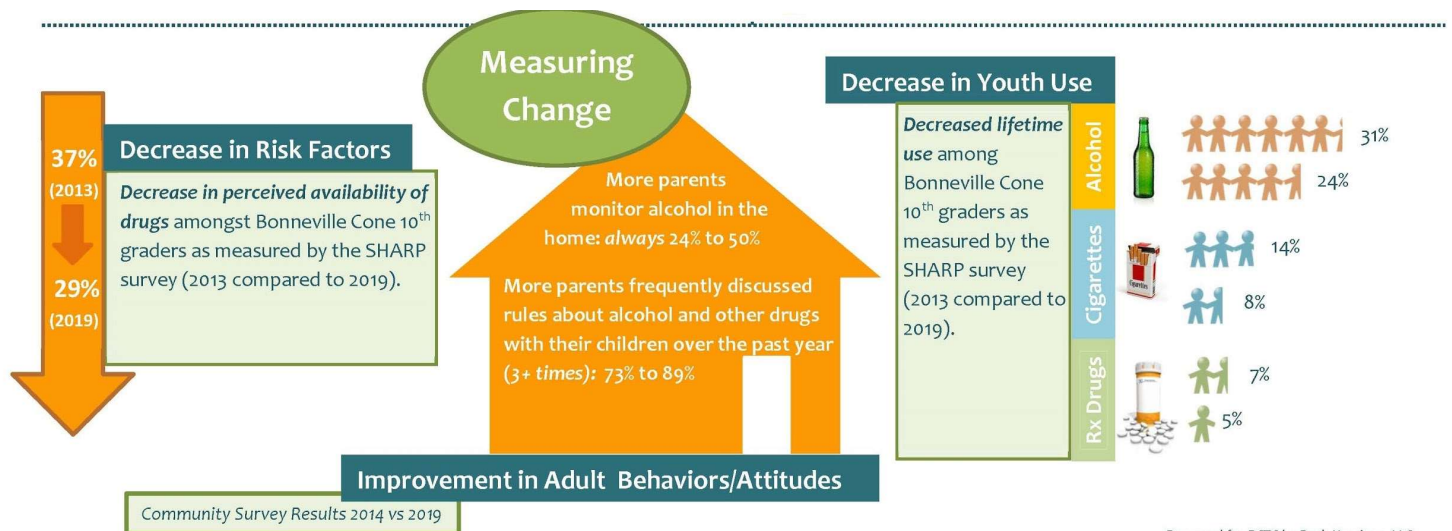 Measuring
Change
37%
(2013)
29%
(2019)
Decrease in Risk Factors
Decrease in perceived availability of
drugs amongst Bonneville Cone 10th
graders as measured by the SHARP
survey (2013 compared to 2019).
More parents
monitor alcohol in the
home: always 24% to 50%
More parents frequently discussed
rules about alcohol and other drugs
with their children over the past year
(3+ times): 73% to 89%
Improvement in Adult Behaviors/Attitudes
Community Survey Results 2014 vs 2019
Decrease in Youth Use
Decreased lifetime
use among
Bonneville Cone
10th graders as
measured by the
SHARP survey
(2013 compared to
2019).
Alcohol
31%
24%
Cigarettes
Cigarettes
14%
8%
Rx Drugs
7%
5%